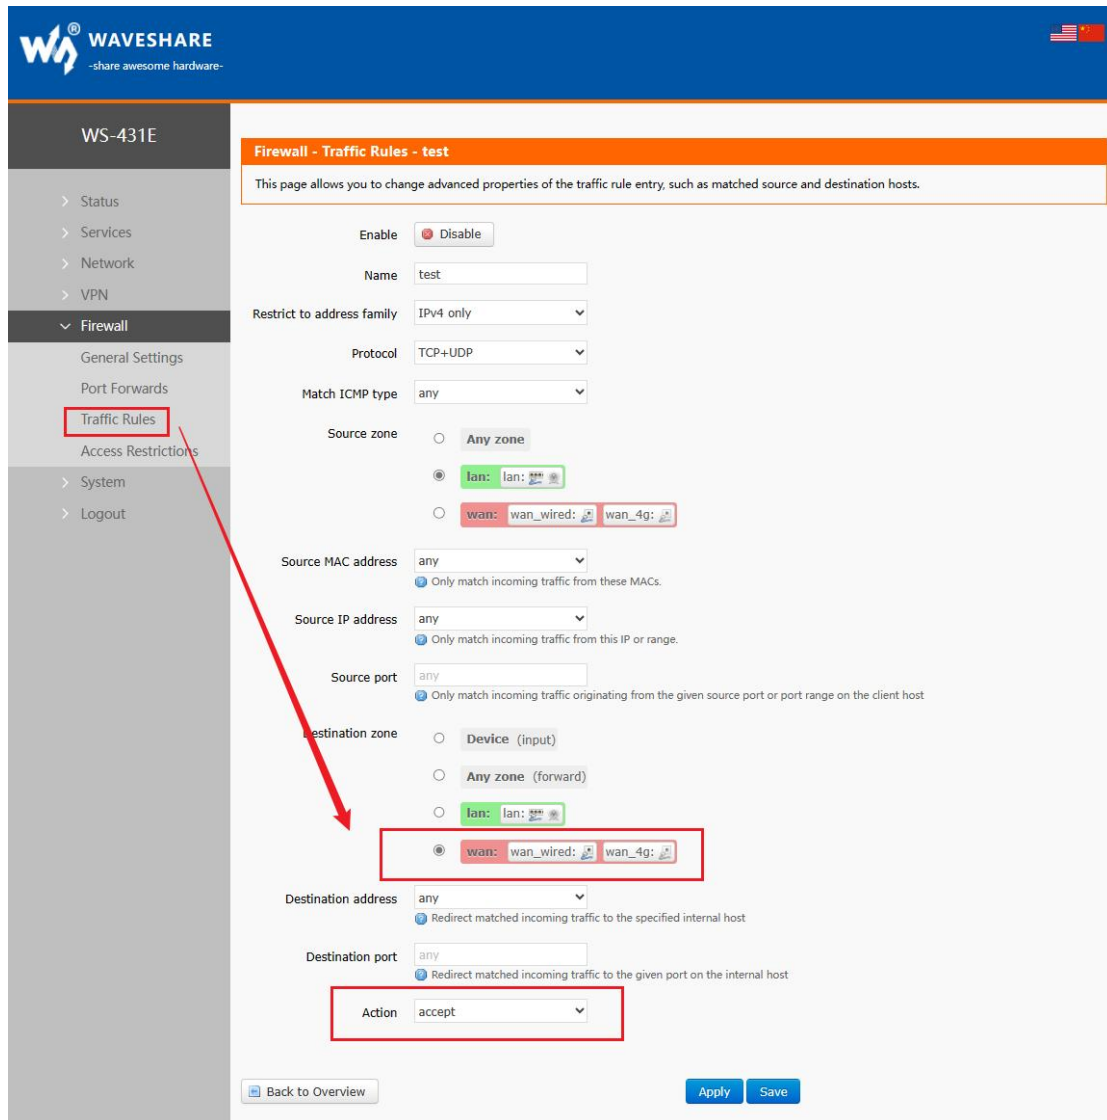 WAVESHARE
-share awesome hardware-
WS-431E
Status
Services
Network
VPN
Firewall
General Settings
Port Forwards
Traffic Rules
Access Restrictions
System
Logout
Firewall - Traffic Rules - test
This page allows you to change advanced properties of the traffic rule entry, such as matched source and destination hosts.
Enable Disable
Name test
Restrict to address family IPv4 only
Protocol TCP+UDP
Match ICMP type any
Source zone Any zone
lan: lan:
wan: wan_wired: wan_4g:
Source MAC address any
Only match incoming traffic from these MACs.
Source IP address any
Only match incoming traffic from this IP or range.
Source port any
Only match incoming traffic originating from the given source port or port range on the client host
Destination zone Device (input)
Any zone (forward)
lan: lan:
wan: wan_wired: wan_4g:
Destination address any
Redirect matched incoming traffic to the specified internal host
Destination port any
Redirect matched incoming traffic to the given port on the internal host
Action accept
Back to Overview Apply Save